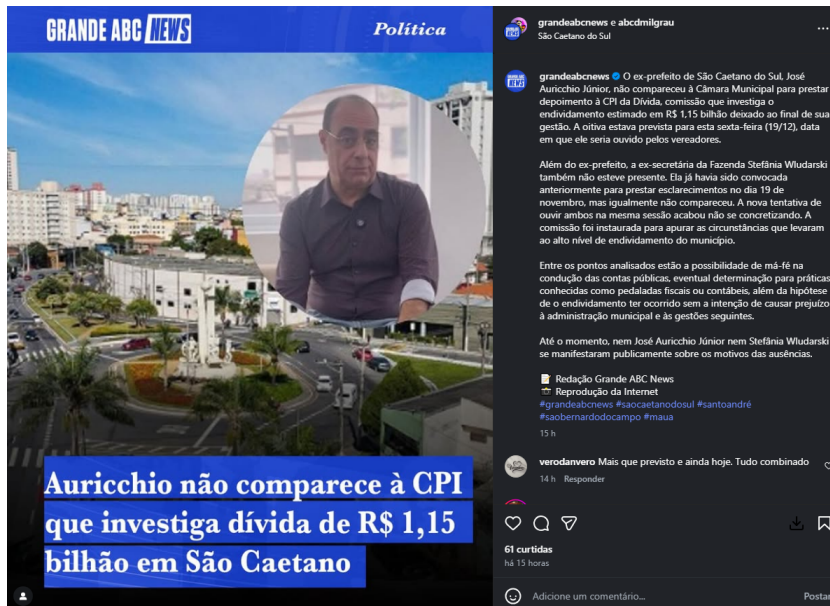 GRANDE ABC NEWS
Política
Auricchio não comparece à CPI
que investiga dívida de R$ 1,15
bilhão em São Caetano
grandeabcnews e abcdmilgrau
São Caetano do Sul
grandeabcnews O ex-prefeito de São Caetano do Sul, José
Auricchio Júnior, não compareceu à Câmara Municipal para prestar
depoimento à CPI da Dívida, comissão que investiga o
endividamento estimado em R$ 1,15 bilhão deixado ao final de sua
gestão. A oitiva estava prevista para esta sexta-feira (19/12), data
em que ele seria ouvido pelos vereadores.
Além do ex-prefeito, a ex-secretária da Fazenda Stefânia Wludarski
também não esteve presente. Ela já havia sido convocada
anteriormente para prestar esclarecimentos no dia 19 de
novembro, mas igualmente não compareceu. A nova tentativa de
ouvir ambos na mesma sessão acabou não se concretizando. A
comissão foi instaurada para apurar as circunstâncias que levaram
ao alto nível de endividamento do município.
Entre os pontos analisados estão a possibilidade de má-fé na
condução das contas públicas, eventual determinação para práticas
conhecidas como pedaladas fiscais ou contábeis, além da hipótese
de o endividamento ter ocorrido sem a intenção de causar prejuízo
à administração municipal e às gestões seguintes.
Até o momento, nem José Auricchio Júnior nem Stefânia Wludarski
se manifestaram publicamente sobre os motivos das ausências.
Redação Grande ABC News
Reprodução da Internet
#grandeabcnews #saocaetanodosul #santoandré
#saobernardodocampo #maua
15 h
verodanvero Mais que previsto e ainda hoje. Tudo combinado
14 h Responder
61 curtidas
há 15 horas
Adicione um comentário... Postar